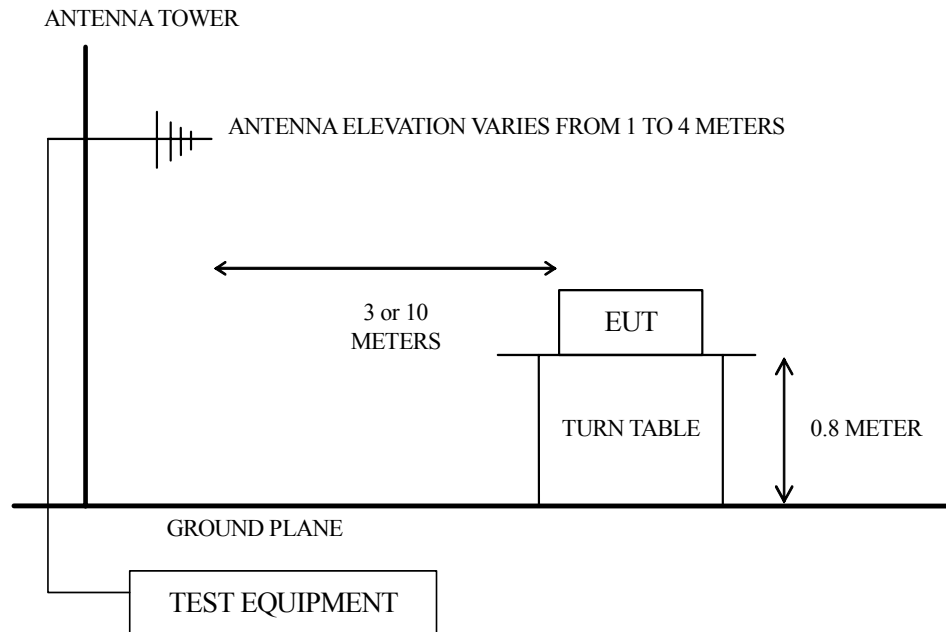 ANTENNA TOWER
ANTENNA ELEVATION VARIES FROM 1 TO 4 METERS
3 or 10
METERS
EUT
TURN TABLE
0.8 METER
GROUND PLANE
TEST EQUIPMENT